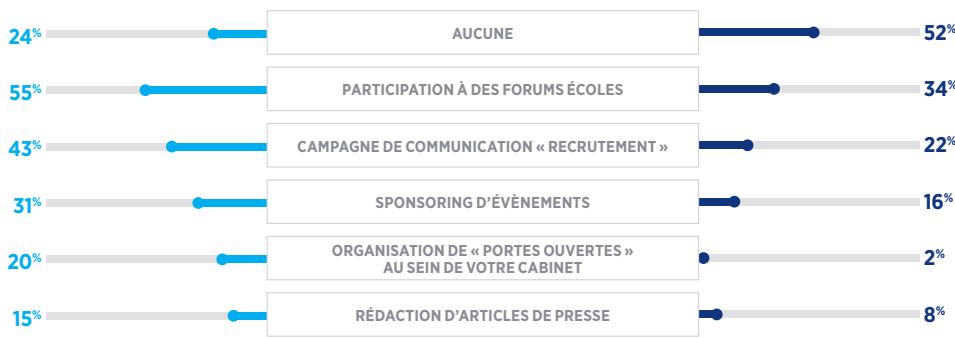 24% AUCUNE 52%
55% PARTICIPATION À DES FORUMS ÉCOLES 34%
43% CAMPAGNE DE COMMUNICATION « RECRUTEMENT » 22%
31% SPONSORING D'ÉVÈNEMENTS 16%
ORGANISATION DE « PORTES OUVERTES »
20% AU SEIN DE VOTRE CABINET 2%
15% RÉDACTION D'ARTICLES DE PRESSE 8%